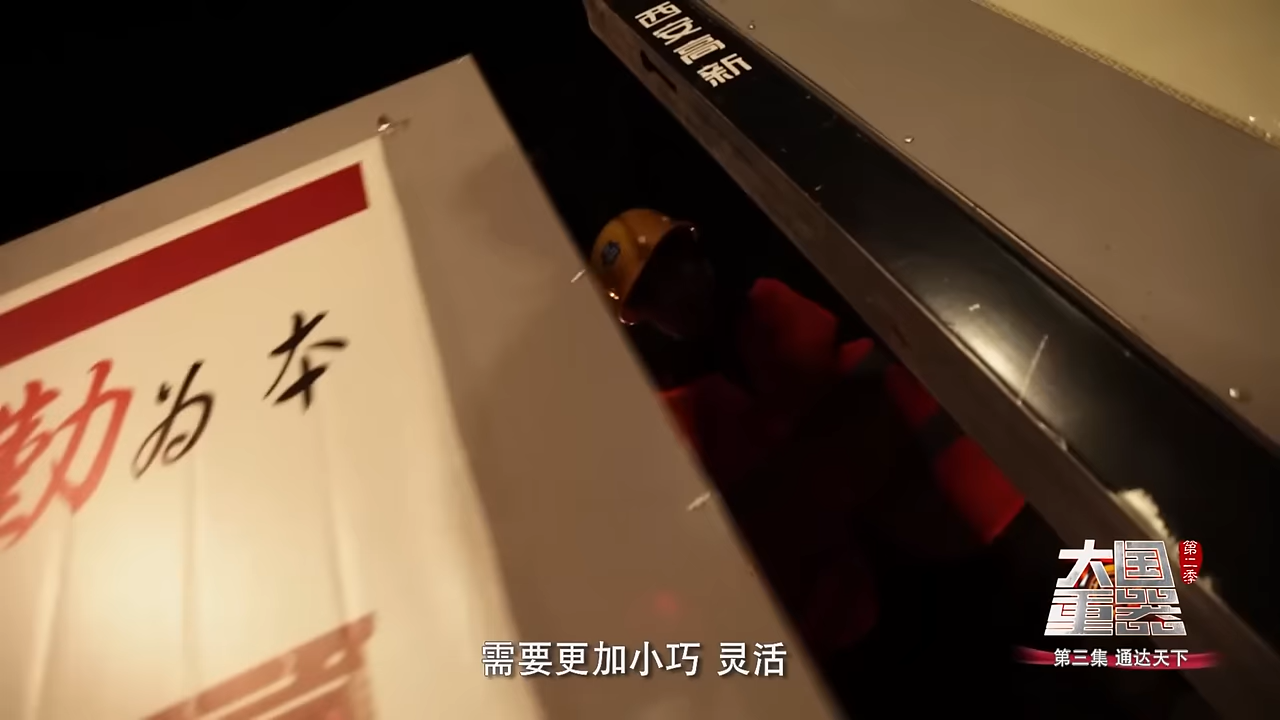 西安高新
勤为本
需要更加小巧 灵活
大国
重器
第二季
第三集 通达天下